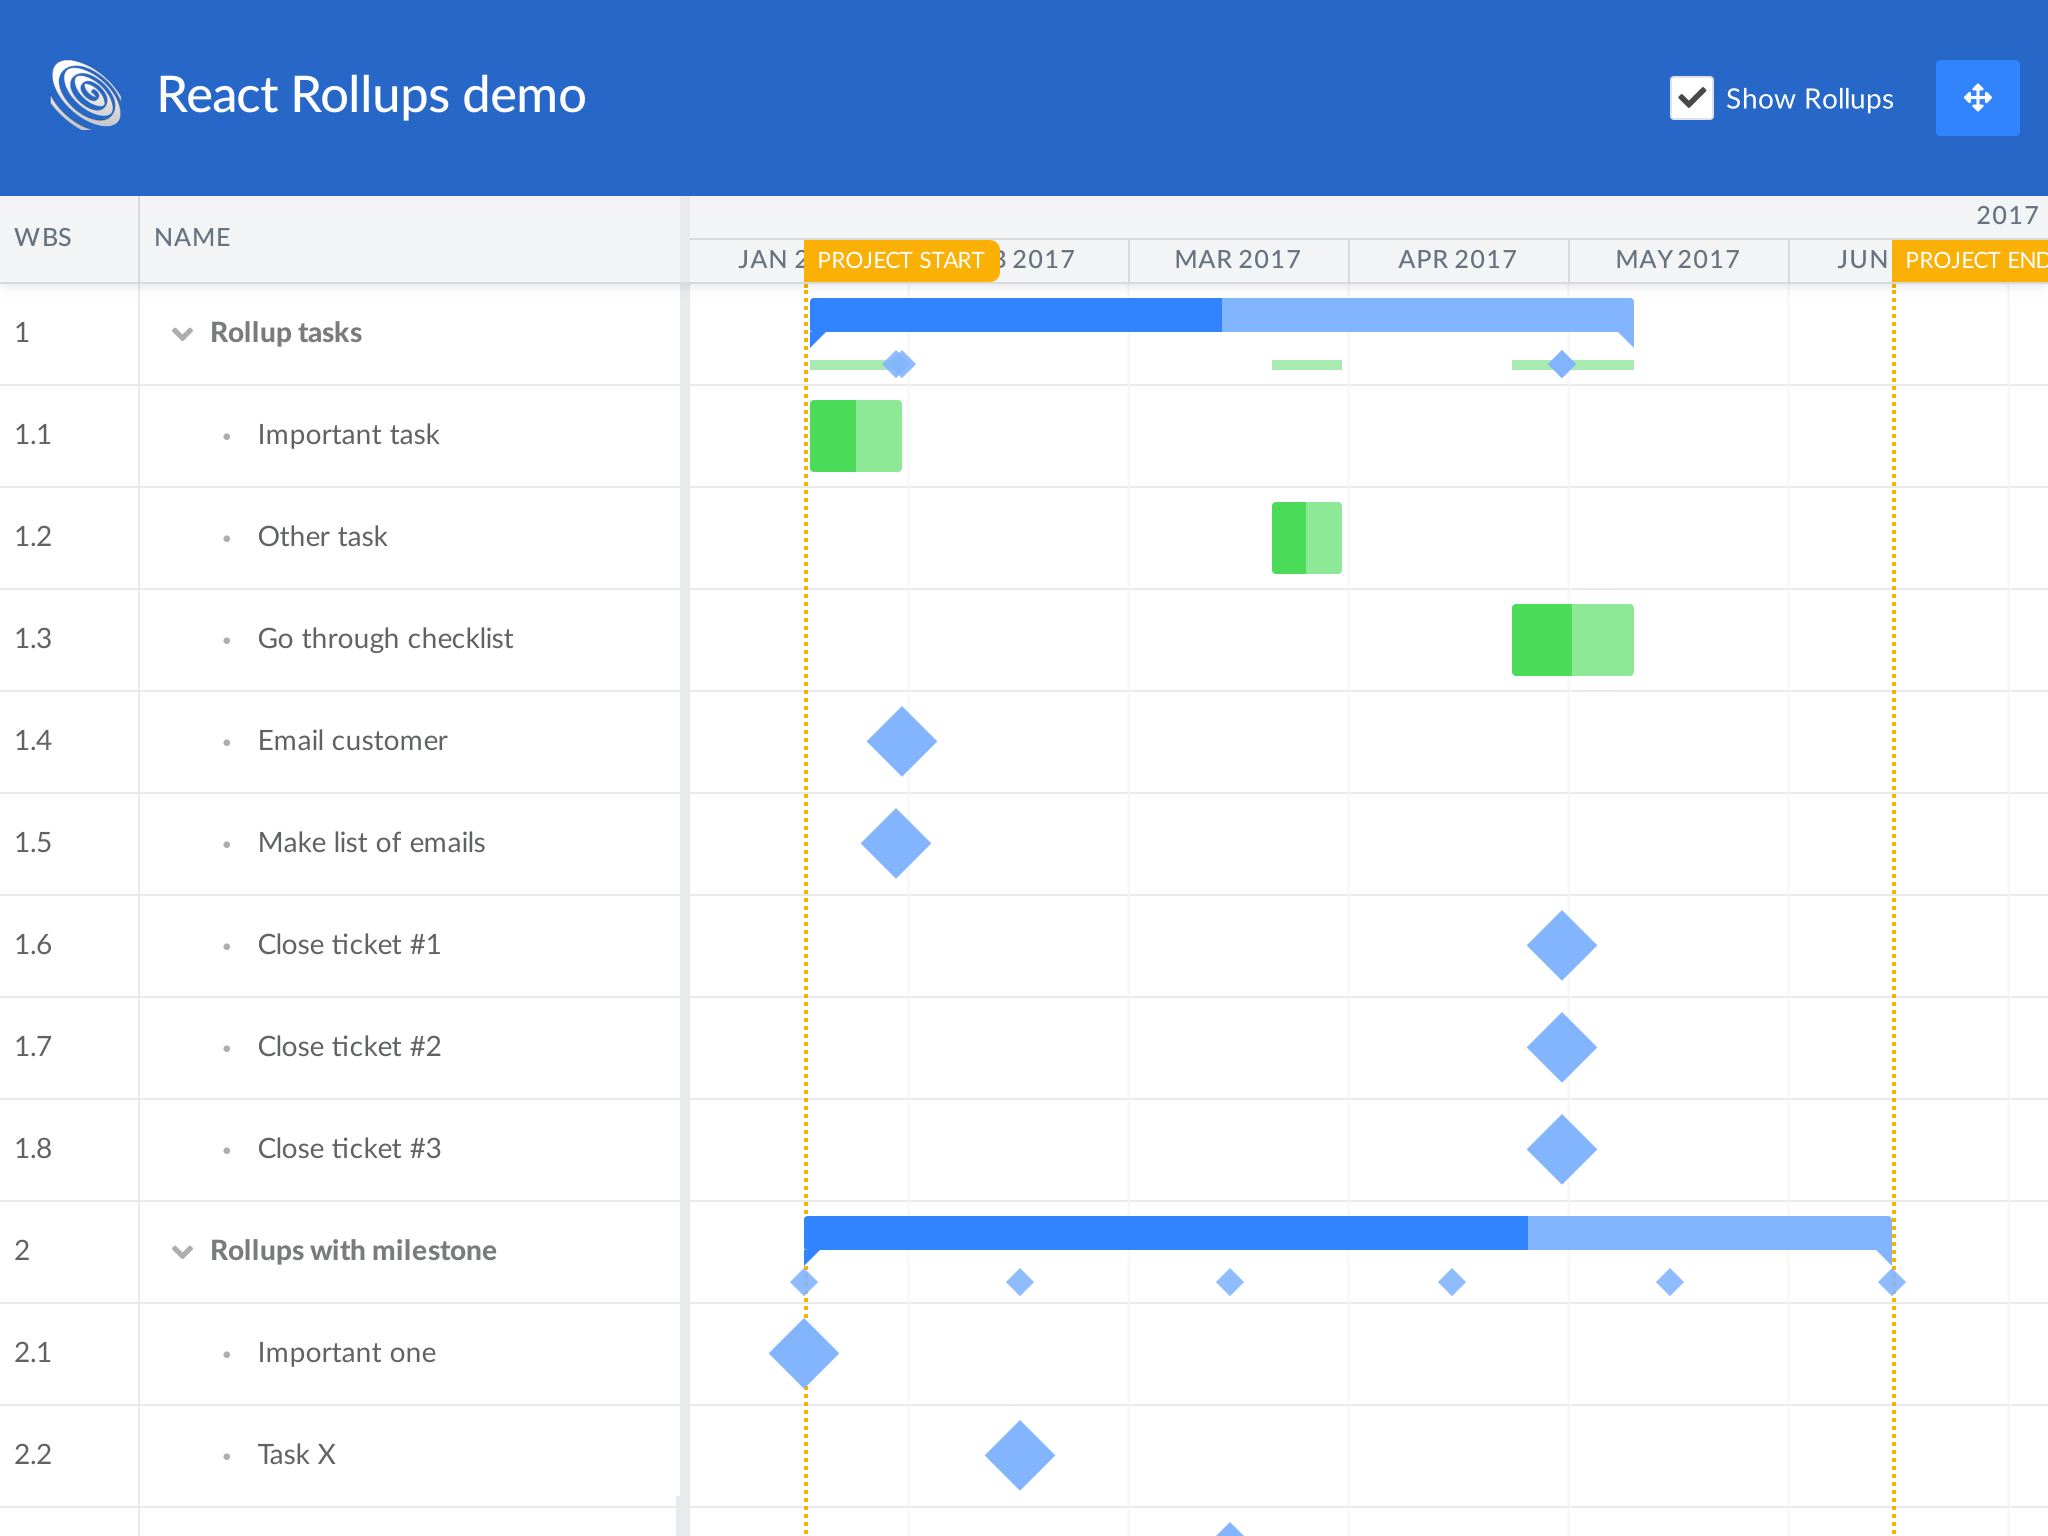 React Rollups demo
Show Rollups
WBS
NAME
2017
JAN
PROJECT START
2017
MAR 2017
APR 2017
MAY 2017
JUN
PROJECT END
1
Rollup tasks
1.1
Important task
1.2
Other task
1.3
Go through checklist
1.4
Email customer
1.5
Make list of emails
1.6
Close ticket #1
1.7
Close ticket #2
1.8
Close ticket #3
2
Rollups with milestone
2.1
Important one
2.2
Task X